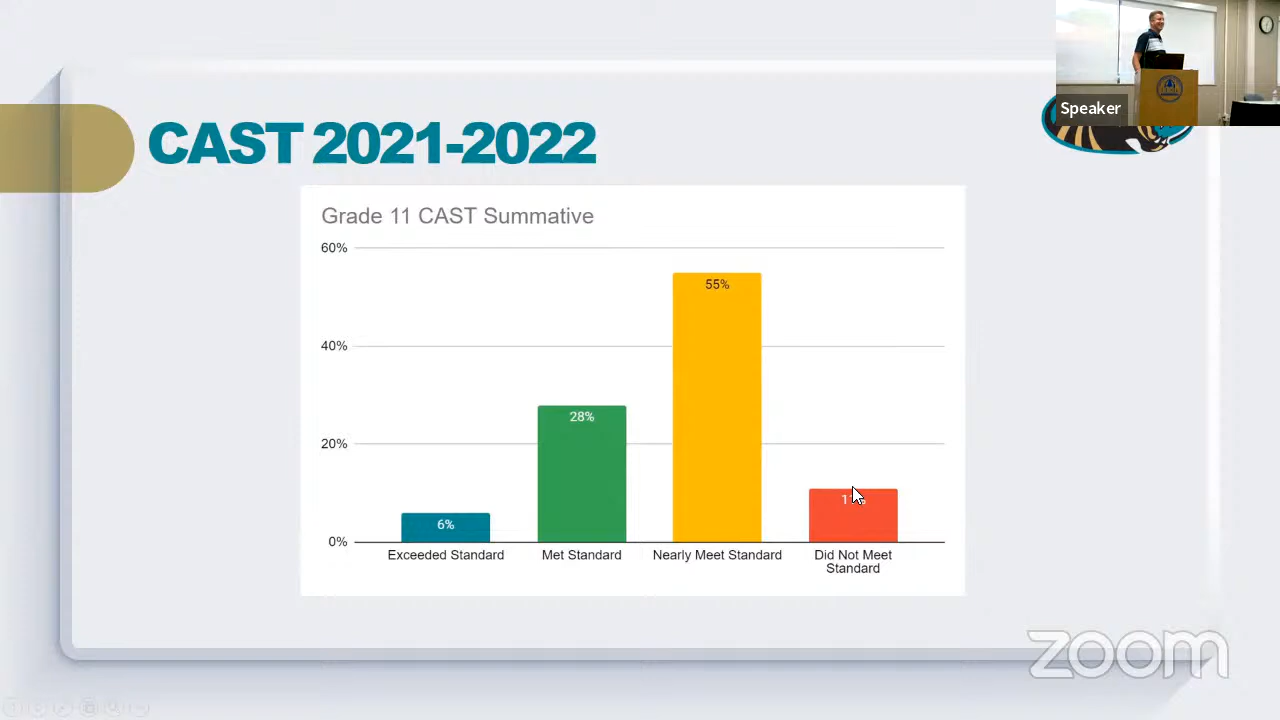 Speaker
CAST 2021-2022
Grade 11 CAST Summative
60%
55%
40%
28%
20%
6%
0%
Exceeded Standard
Met Standard
Nearly Meet Standard
Did Not Meet
Standard
zoom